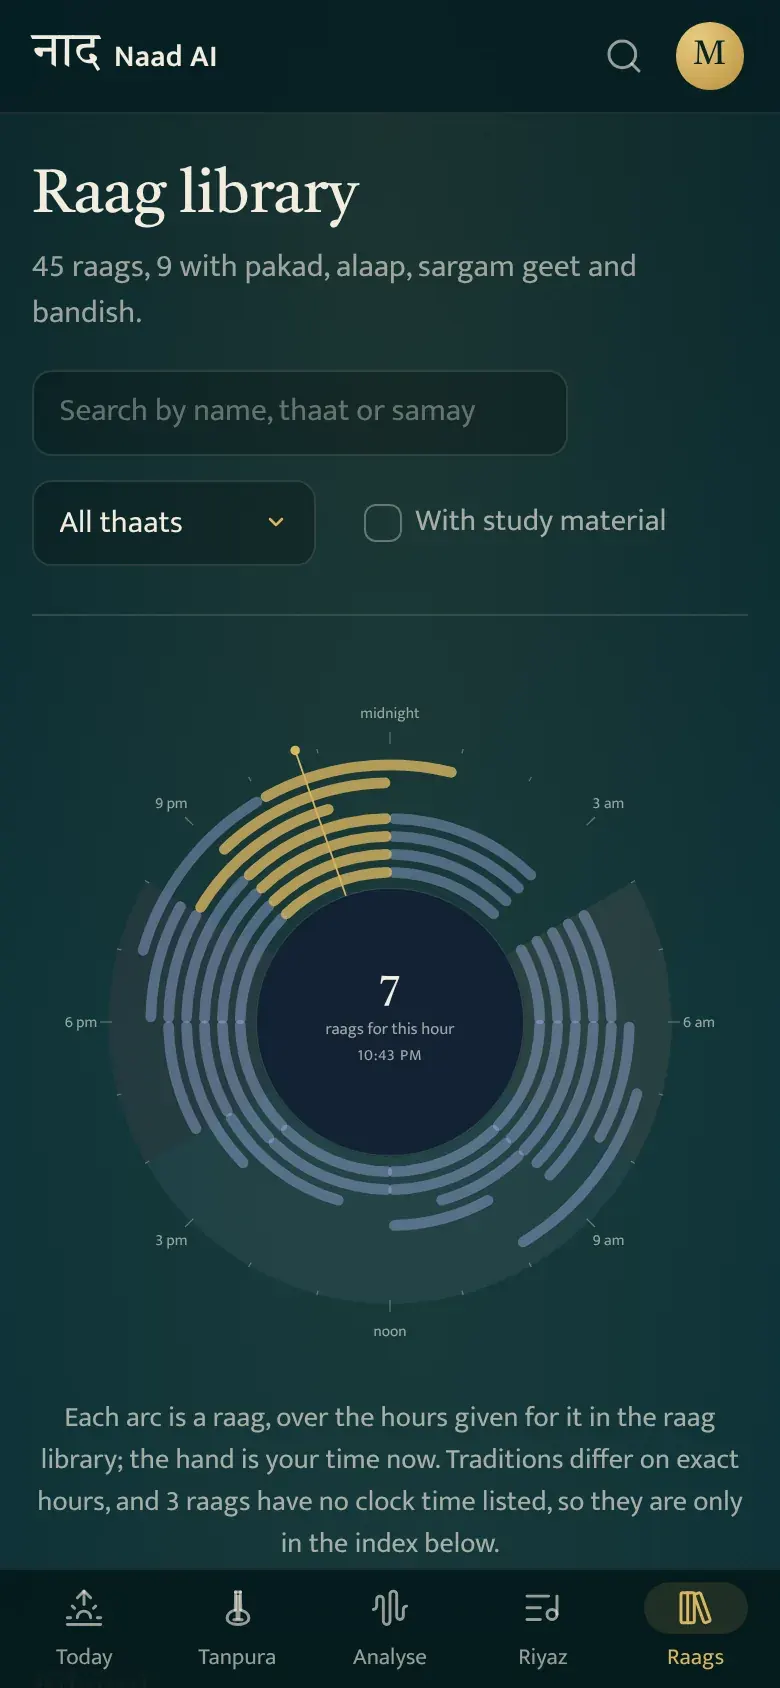 नाद Naad AI
M
Raag library
45 raags, 9 with pakad, alaap, sargam geet and
bandish.
Search by name, thaat or samay
All thaats
With study material
midnight
9 pm
3 am
6 pm
6 am
7
raags for this hour
10:43 PM
3 pm
9 am
noon
Each arc is a raag, over the hours given for it in the raag
library; the hand is your time now. Traditions differ on exact
hours, and 3 raags have no clock time listed, so they are only
in the index below.
Today
Tanpura
Analyse
Riyaz
Raags